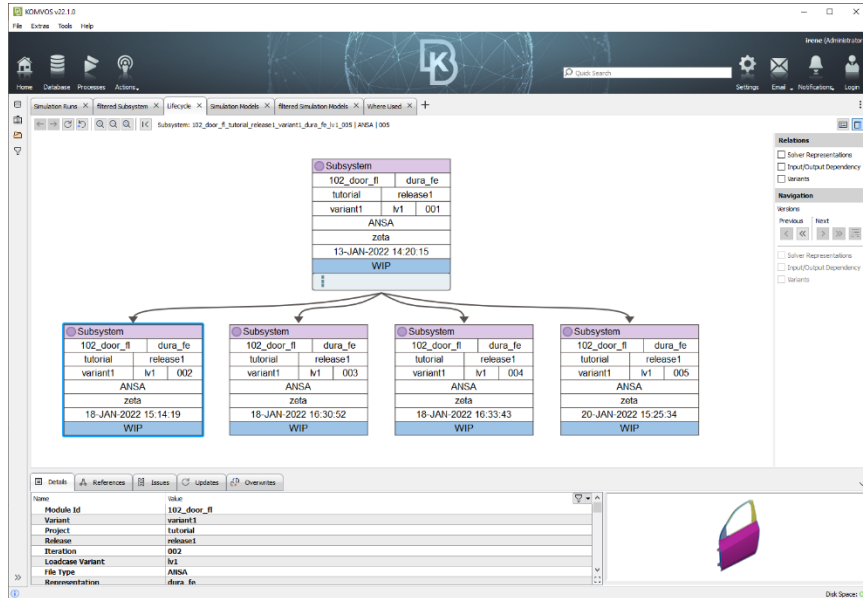 KOMVOS v22.1.0
File Extras Tools Help
Irene (Administrator
Home Database Processes Actions
Quick Search
Settings Email Notifications Login
Simulation Runs filtered Subsystem Lifecycle Simulation Models filtered Simulation Models Where Used
Subsystem: 102_door_fl_tutorial_release1_variant1_dura_fe_lv1_005 | ANSA | 005
Relations
Solver Representations
Input/Output Dependency
Variants
Navigation
Versions
Previous Next
Solver Representations
Input/Output Dependency
Variants
Subsystem
102_door_fl dura_fe
tutorial release1
variant1 lv1 001
ANSA
zeta
13-JAN-2022 14:20:15
WIP
Subsystem
102_door_fl dura_fe
tutorial release1
variant1 lv1 002
ANSA
zeta
18-JAN-2022 15:14:19
WIP
Subsystem
102_door_fl dura_fe
tutorial release1
variant1 lv1 003
ANSA
zeta
18-JAN-2022 16:30:52
WIP
Subsystem
102_door_fl dura_fe
tutorial release1
variant1 lv1 004
ANSA
zeta
18-JAN-2022 16:33:43
WIP
Subsystem
102_door_fl dura_fe
tutorial release1
variant1 lv1 005
ANSA
zeta
20-JAN-2022 15:25:34
WIP
Details References Issues Updates Overwrites
Name Value
Module Id 102_door_fl
Variant variant1
Project tutorial
Release release1
Iteration 002
Loadcase Variant lv1
File Type ANSA
Representation dura_fe
Disk Space: